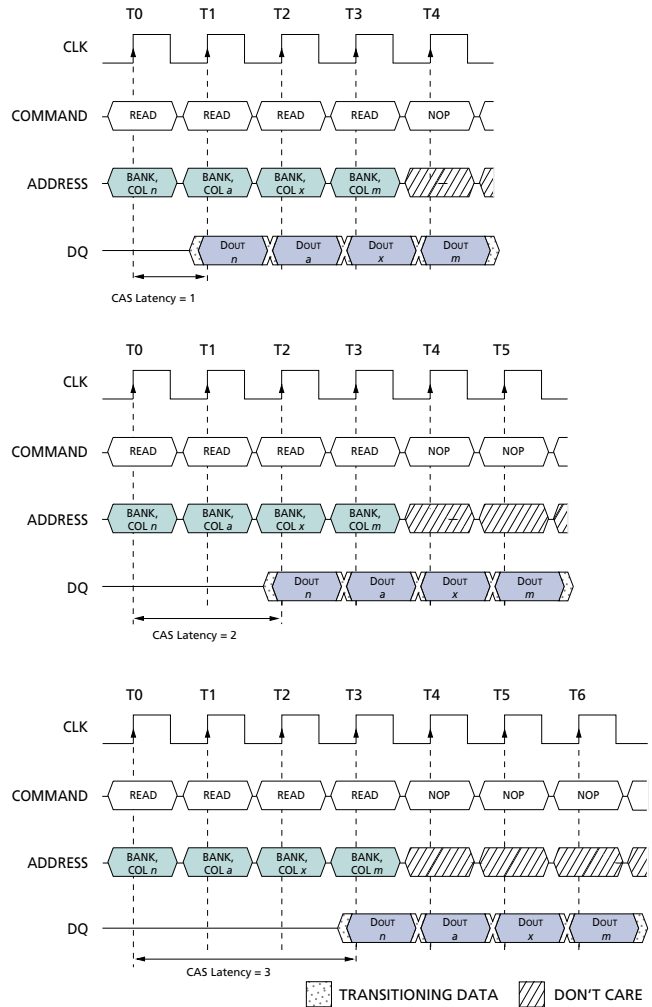 T0 T1 T2 T3 T4
CLK
COMMAND READ READ READ READ NOP
ADDRESS BANK, COL n BANK, COL a BANK, COL x BANK, COL m
DQ DOUT n DOUT a DOUT x DOUT m
CAS Latency = 1
T0 T1 T2 T3 T4 T5
CLK
COMMAND READ READ READ READ NOP NOP
ADDRESS BANK, COL n BANK, COL a BANK, COL x BANK, COL m
DQ DOUT n DOUT a DOUT x DOUT m
CAS Latency = 2
T0 T1 T2 T3 T4 T5 T6
CLK
COMMAND READ READ READ READ NOP NOP NOP
ADDRESS BANK, COL n BANK, COL a BANK, COL x BANK, COL m
DQ DOUT n DOUT a DOUT x DOUT m
CAS Latency = 3
TRANSITIONING DATA DON'T CARE